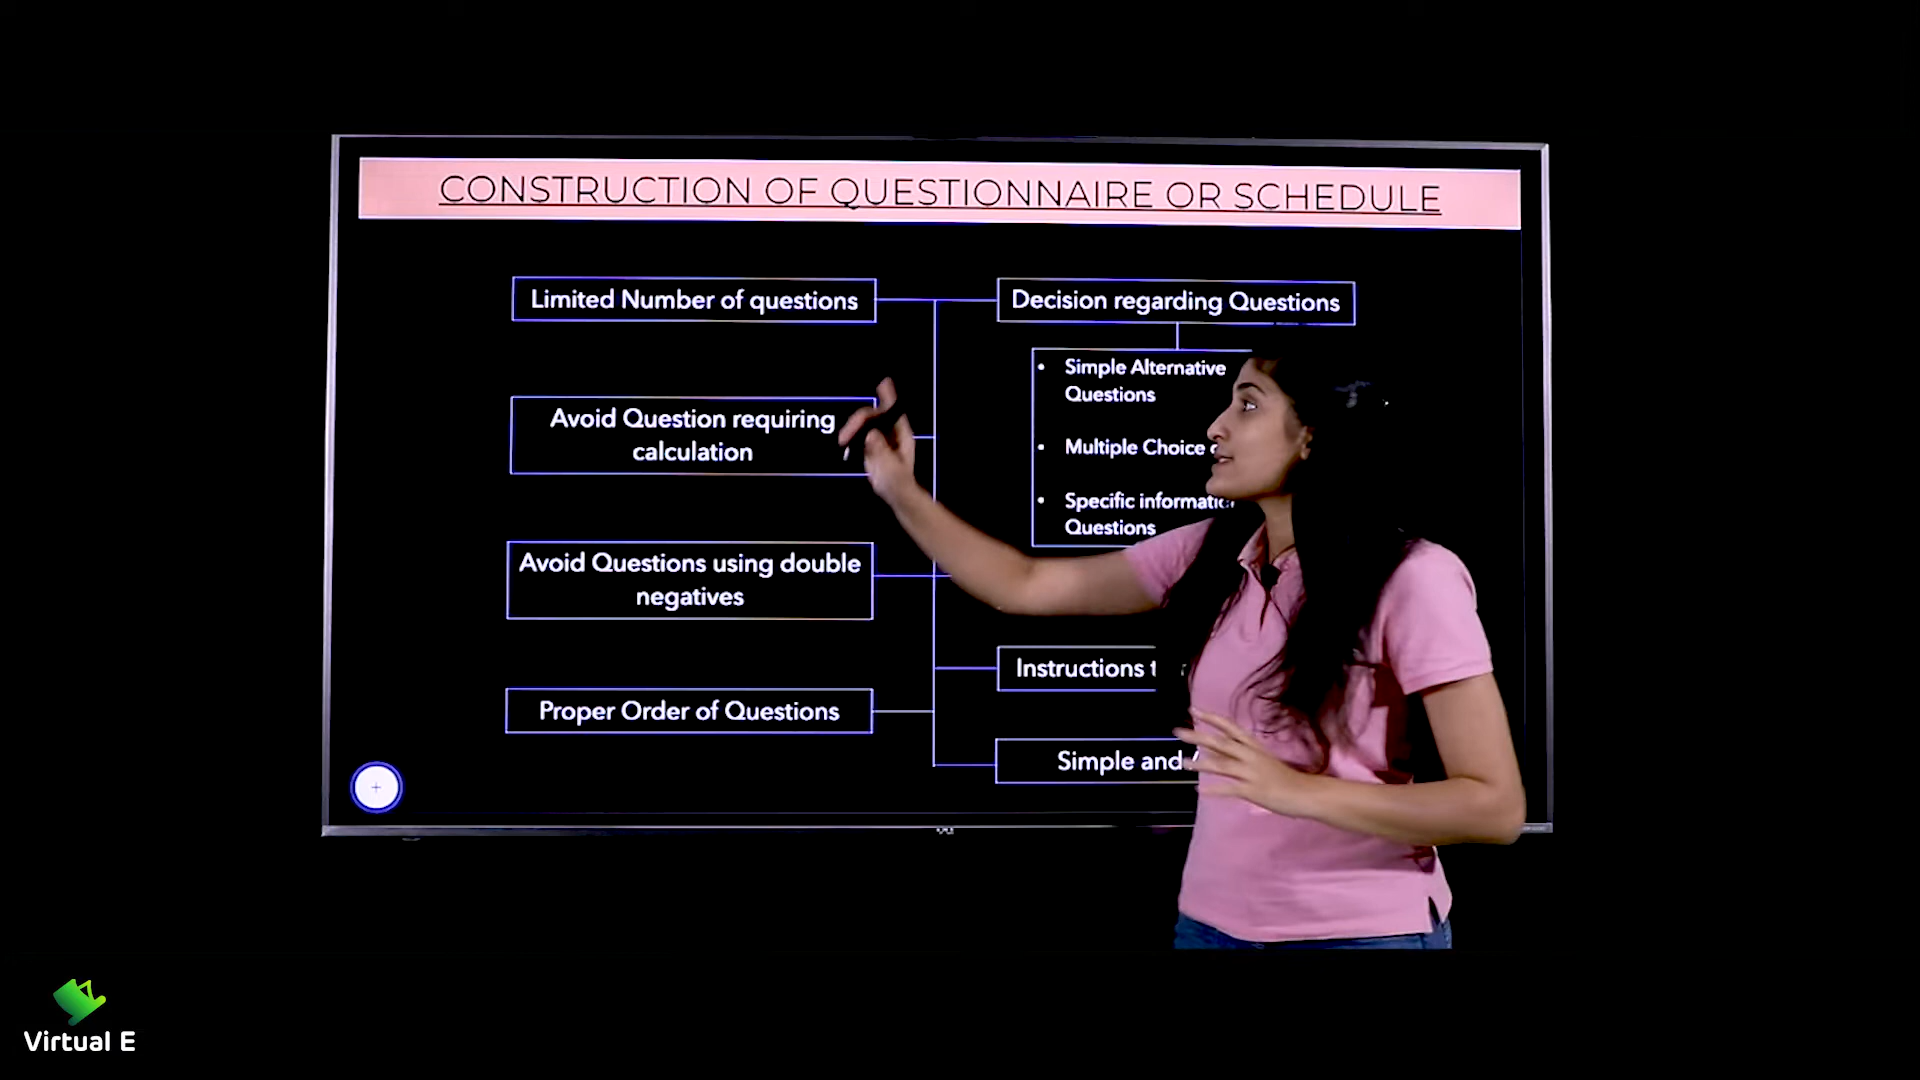 CONSTRUCTION OF QUESTIONNAIRE OR SCHEDULE
Limited Number of questions
Avoid Question requiring
calculation
Avoid Questions using double
negatives
Proper Order of Questions
Decision regarding Questions
• Simple Alternative
Questions
• Multiple Choice
• Specific
Questions
Instructions
Simple and
Virtual E